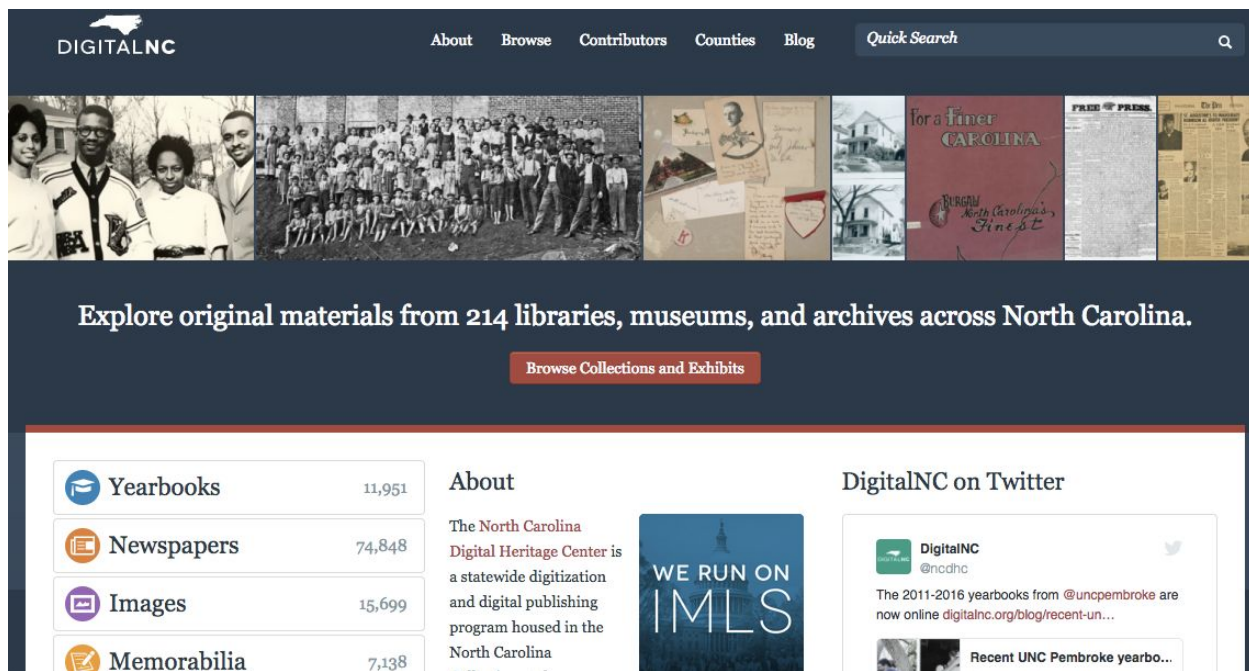 DIGITALNC
About Browse Contributors Counties Blog Quick Search
for a Finer
CAROLINA
BURGAW
North Carolina's
Finest
K
FREE PRESS
Explore original materials from 214 libraries, museums, and archives across North Carolina.
Browse Collections and Exhibits
Yearbooks 11,951
Newspapers 74,848
Images 15,699
Memorabilia 7,138
About
The North Carolina
Digital Heritage Center is
a statewide digitization
and digital publishing
program housed in the
North Carolina
WE RUN ON
IMLS
DigitalNC on Twitter
DigitalNC
@ncdhc
The 2011-2016 yearbooks from @uncpembroke are
now online digitalnc.org/blog/recent-un…
Recent UNC Pembroke yearbo...